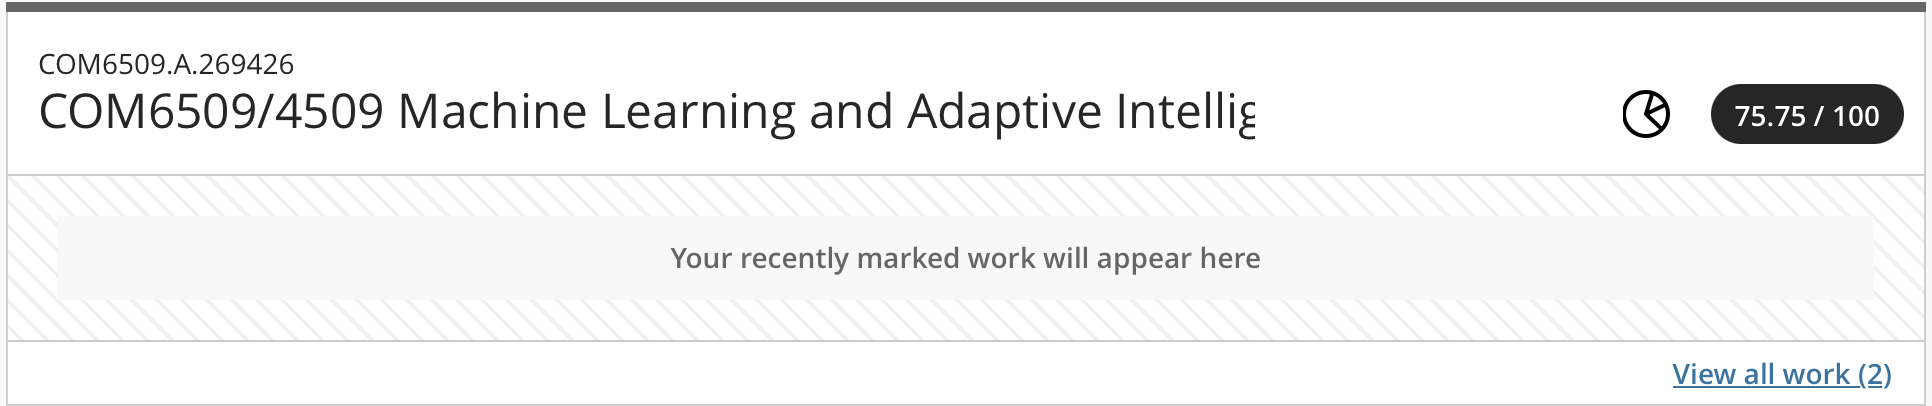 COM6509.A.269426
COM6509/4509 Machine Learning and Adaptive Intellig
75.75 / 100
Your recently marked work will appear here
View all work (2)